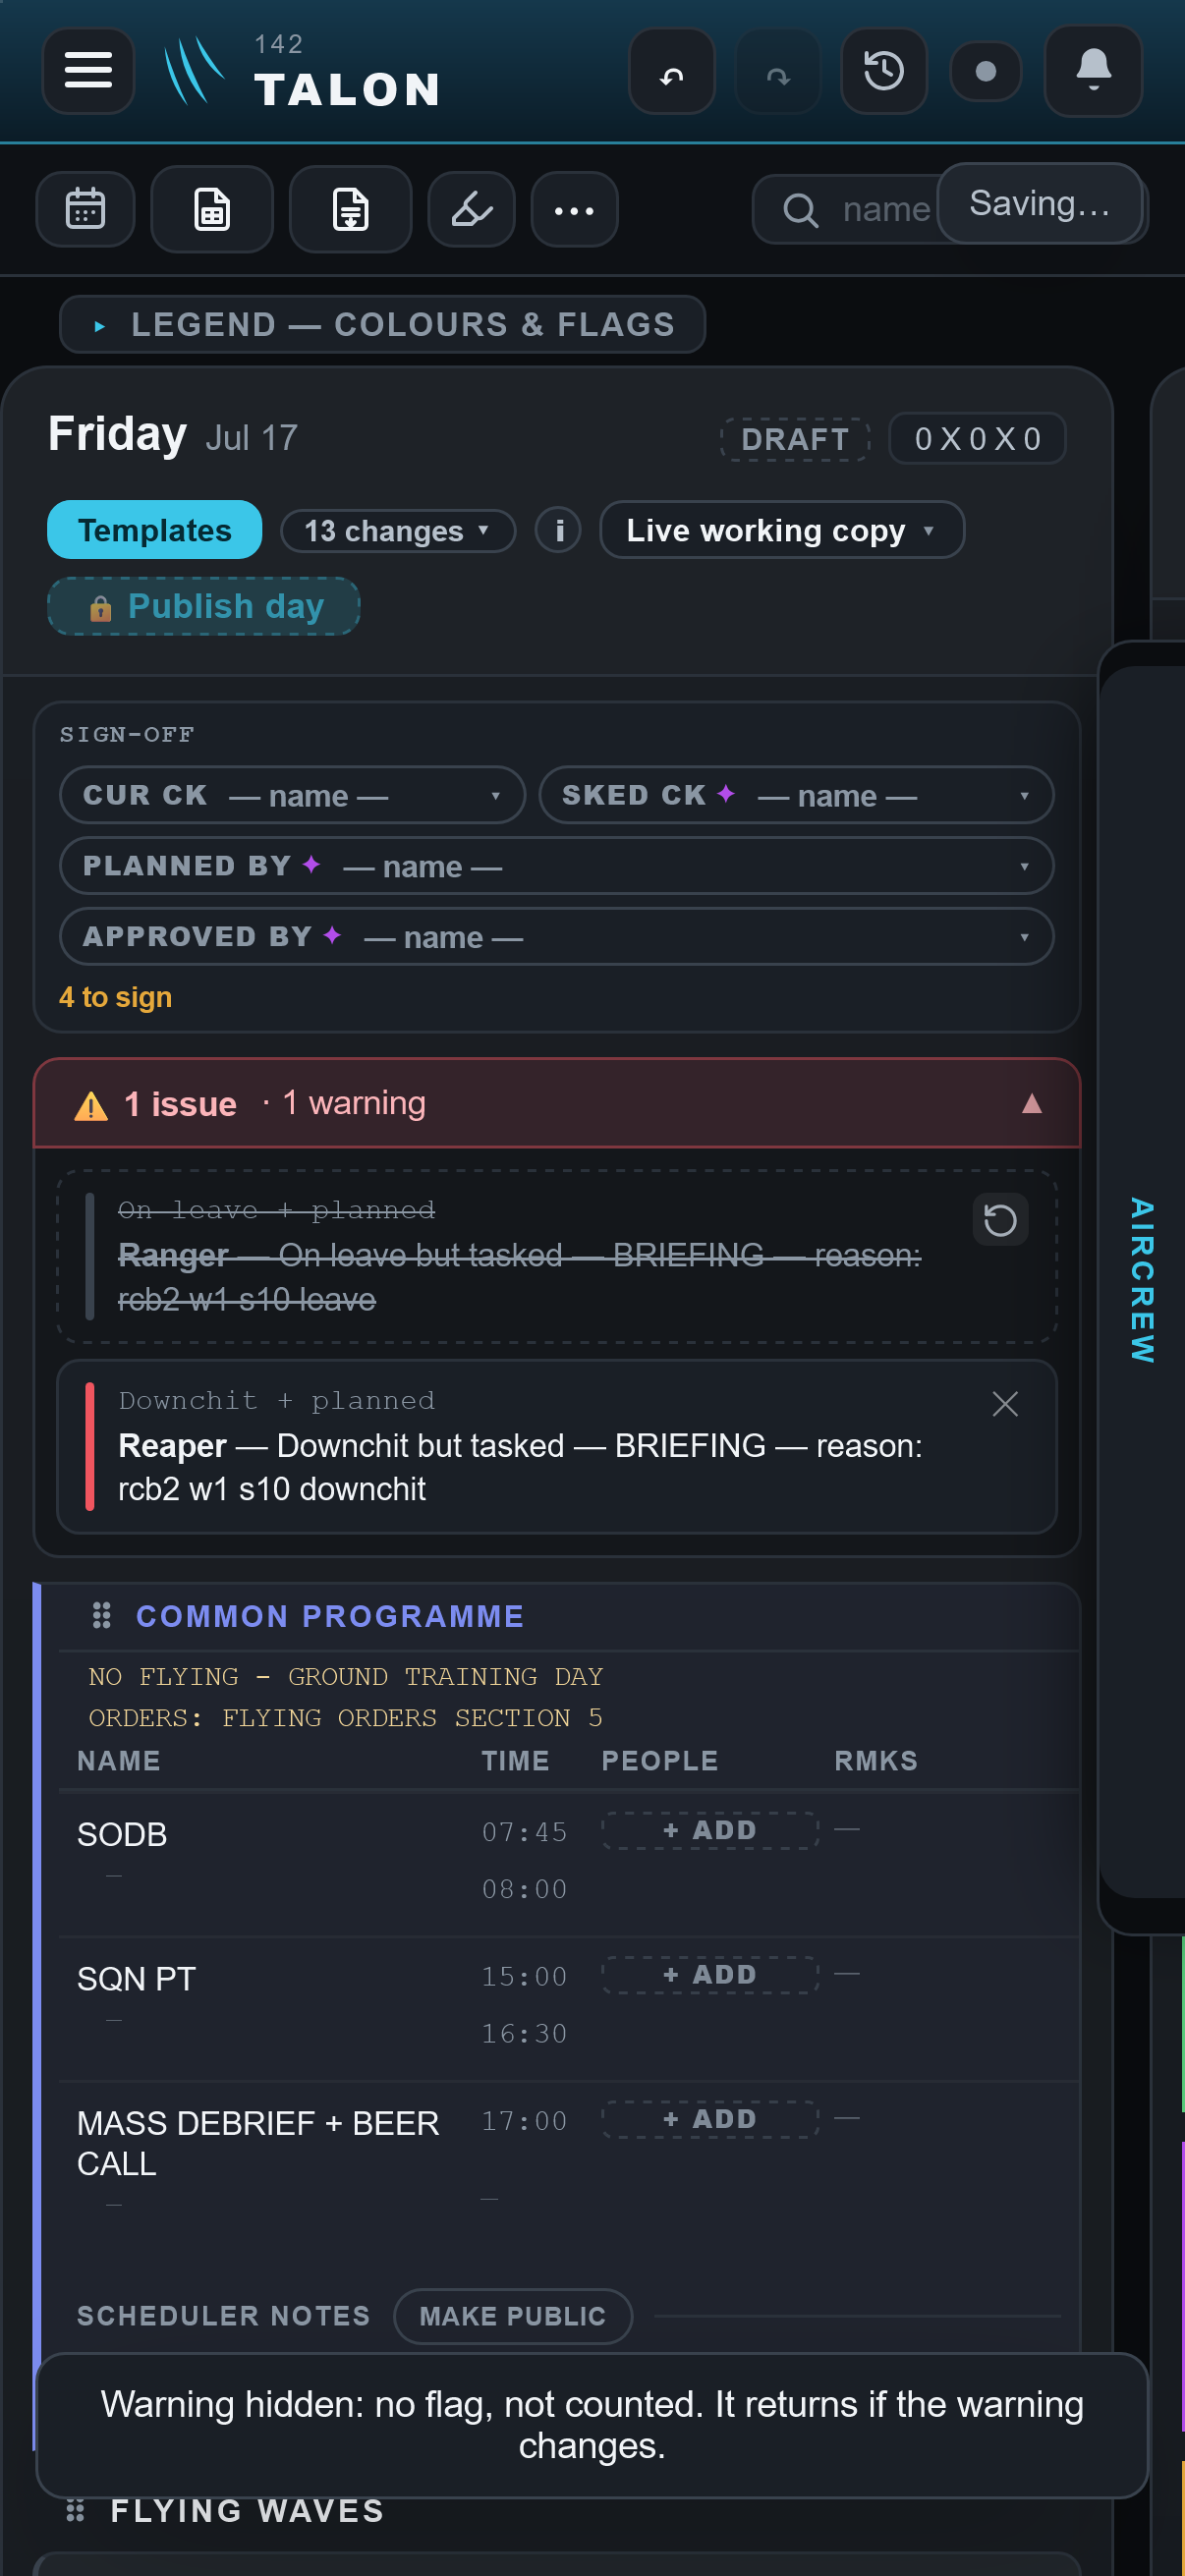 142
TALON
name
Saving...
LEGEND — COLOURS & FLAGS
Friday Jul 17
DRAFT
0 X 0 X 0
Templates
13 changes
i
Live working copy
Publish day
SIGN-OFF
CUR CK — name —
SKED CK — name —
PLANNED BY — name —
APPROVED BY — name —
4 to sign
1 issue · 1 warning
On leave + planned
Ranger — On leave but tasked — BRIEFING — reason:
rcb2 w1 s10 leave
Downchit + planned
Reaper — Downchit but tasked — BRIEFING — reason:
rcb2 w1 s10 downchit
AIRCREW
COMMON PROGRAMME
NO FLYING - GROUND TRAINING DAY
ORDERS: FLYING ORDERS SECTION 5
NAME TIME PEOPLE RMKS
SODB 07:45 + ADD —
— 08:00
SQN PT 15:00 + ADD —
— 16:30
MASS DEBRIEF + BEER 17:00 + ADD —
CALL
— —
SCHEDULER NOTES MAKE PUBLIC
Warning hidden: no flag, not counted. It returns if the warning
changes.
FLYING WAVES